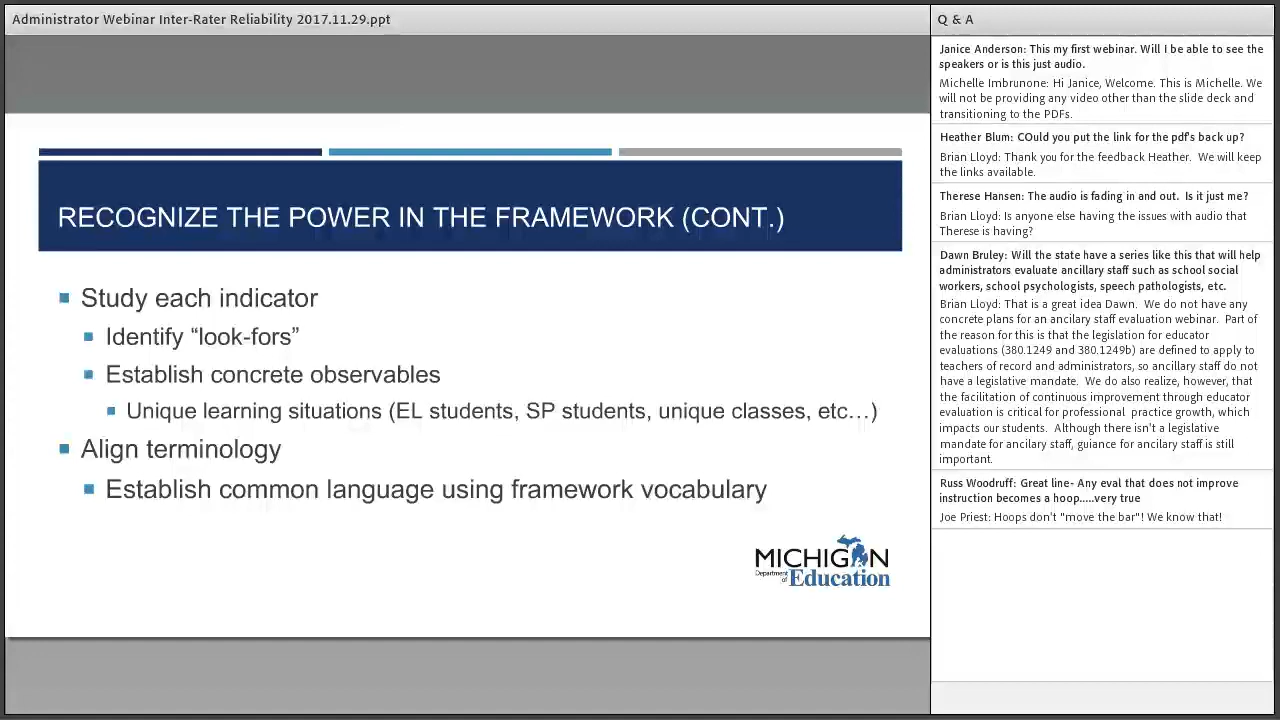 Administrator Webinar Inter-Rater Reliability 2017.11.29.ppt
RECOGNIZE THE POWER IN THE FRAMEWORK (CONT.)
Study each indicator
Identify “look-fors”
Establish concrete observables
Unique learning situations (EL students, SP students, unique classes, etc…)
Align terminology
Establish common language using framework vocabulary
MICHIGAN
Department
of Education
Q & A
Janice Anderson: This my first webinar. Will I be able to see the
speakers or is this just audio.
Michelle Imbrunone: Hi Janice, Welcome. This is Michelle. We
will not be providing any video other than the slide deck and
transitioning to the PDFs.
Heather Blum: COuld you put the link for the pdf's back up?
Brian Lloyd: Thank you for the feedback Heather.  We will keep
the links available.
Therese Hansen: The audio is fading in and out.  Is it just me?
Brian Lloyd: Is anyone else having the issues with audio that
Therese is having?
Dawn Bruley: Will the state have a series like this that will help
administrators evaluate ancillary staff such as school social
workers, school psychologists, speech pathologists, etc.
Brian Lloyd: That is a great idea Dawn.  We do not have any
concrete plans for an ancilary staff evaluation webinar.  Part of
the reason for this is that the legislation for educator
evaluations (380.1249 and 380.1249b) are defined to apply to
teachers of record and administrators, so ancillary staff do not
have a legislative mandate.  We do also realize, however, that
the facilitation of continuous improvement through educator
evaluation is critical for professional  practice growth, which
impacts our students.  Although there isn't a legislative
mandate for ancilary staff, guiance for ancilary staff is still
important.
Russ Woodruff: Great line- Any eval that does not improve
instruction becomes a hoop.....very true
Joe Priest: Hoops don't "move the bar"! We know that!